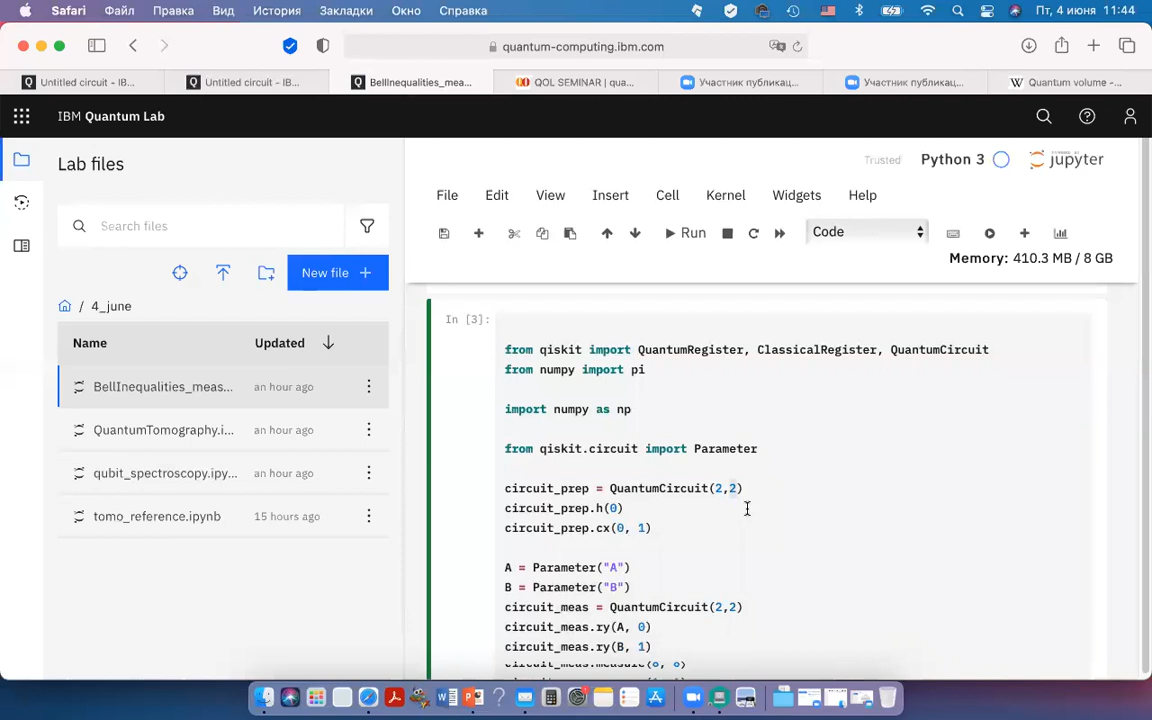 Safari Файл Правка Вид История Закладки Окно Справка Пт, 4 июня 11:44
quantum-computing.ibm.com
Untitled circuit - IB... Untitled circuit - IB... BellInequalities_mea... QOL SEMINAR | qua... Участник публикац... Участник публикац... Quantum volume -...
IBM Quantum Lab
Lab files
Trusted Python 3 jupyter
File Edit View Insert Cell Kernel Widgets Help
Search files
Run Code
Memory: 410.3 MB / 8 GB
New file +
/ 4_june
Name Updated
BellInequalities_meas... an hour ago
QuantumTomography.i... an hour ago
qubit_spectroscopy.ipy... an hour ago
tomo_reference.ipynb 15 hours ago
In [3]:
from qiskit import QuantumRegister, ClassicalRegister, QuantumCircuit
from numpy import pi
import numpy as np
from qiskit.circuit import Parameter
circuit_prep = QuantumCircuit(2,2)
circuit_prep.h(0)
circuit_prep.cx(0, 1)
A = Parameter("A")
B = Parameter("B")
circuit_meas = QuantumCircuit(2,2)
circuit_meas.ry(A, 0)
circuit_meas.ry(B, 1)